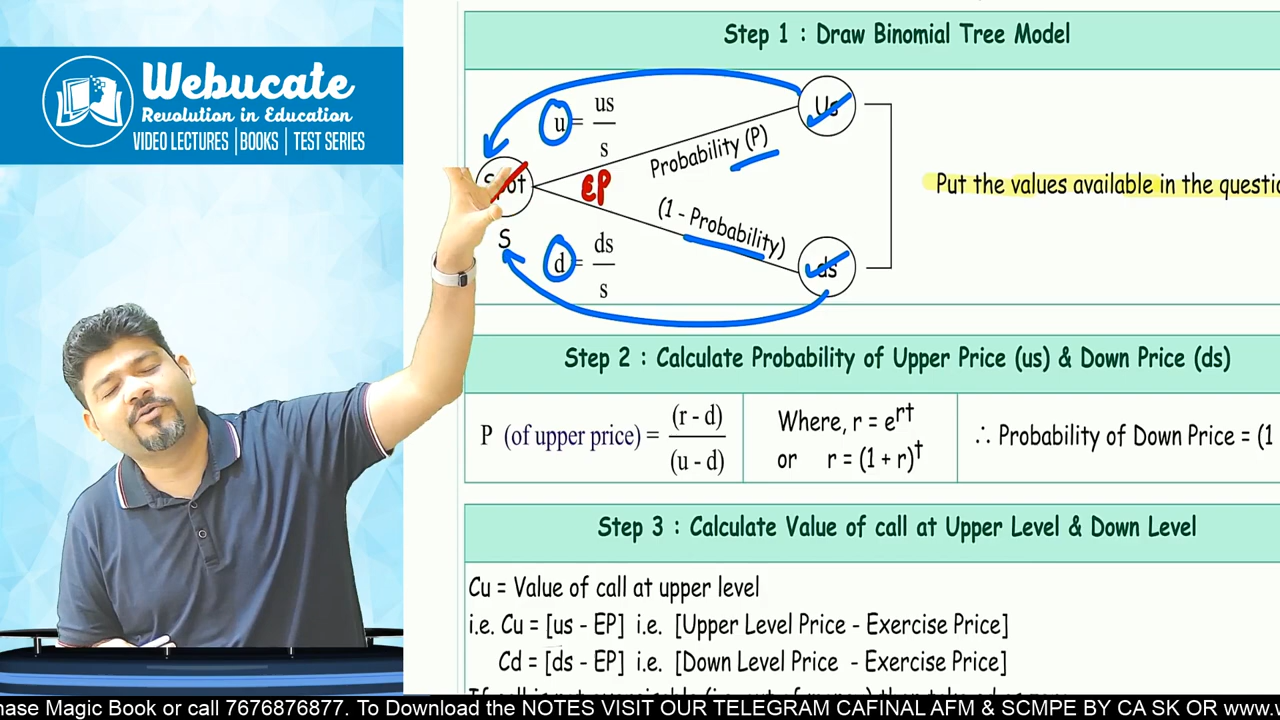 Webucate
Revolution in Education
VIDEO LECTURES | BOOKS | TEST SERIES
Step 1 : Draw Binomial Tree Model
u = us
s
Us
Probability (P)
Spot
EP
Put the values available in the questio
(1 - Probability)
S
d = ds
s
ds
Step 2 : Calculate Probability of Upper Price (us) & Down Price (ds)
P (of upper price) = (r - d)
(u - d)
Where, r = e^rt
or r = (1 + r)^t
∴ Probability of Down Price = (1
Step 3 : Calculate Value of call at Upper Level & Down Level
Cu = Value of call at upper level
i.e. Cu = [us - EP] i.e. [Upper Level Price - Exercise Price]
Cd = [ds - EP] i.e. [Down Level Price - Exercise Price]
hase Magic Book or call 7676876877. To Download the NOTES VISIT OUR TELEGRAM CAFINAL AFM & SCMPE BY CA SK OR www.